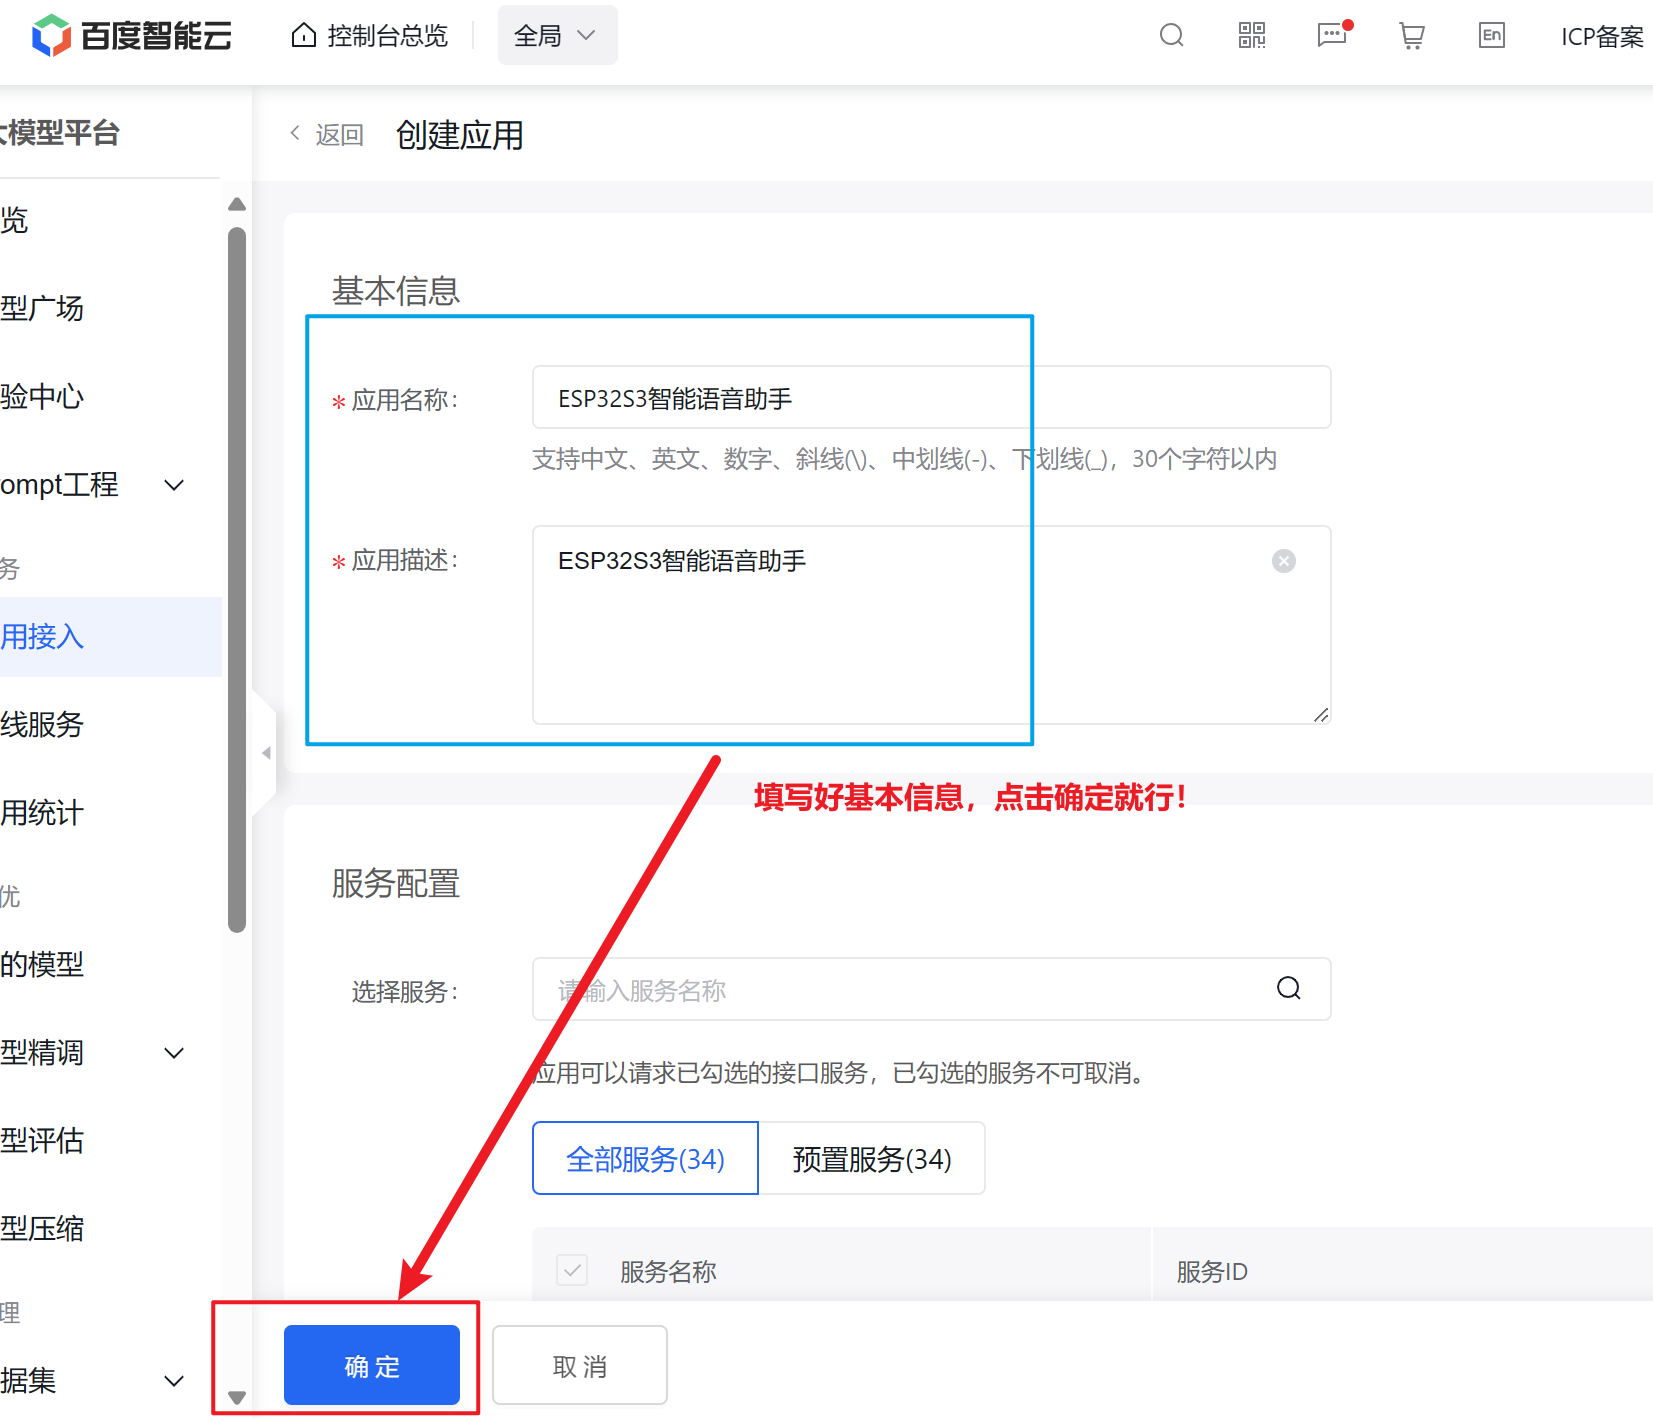 百度智能云
控制台总览
全局
En
ICP备案
大模型平台
返回 创建应用
览
型广场
验中心
ompt工程
务
用接入
线服务
用统计
优
的模型
型精调
型评估
型压缩
理
据集
基本信息
* 应用名称:
ESP32S3智能语音助手
支持中文、英文、数字、斜线(\)、中划线(-)、下划线(_)，30个字符以内
* 应用描述:
ESP32S3智能语音助手
填写好基本信息，点击确定就行！
服务配置
选择服务:
请输入服务名称
应用可以请求已勾选的接口服务，已勾选的服务不可取消。
全部服务(34) 预置服务(34)
服务名称 服务ID
确定 取消